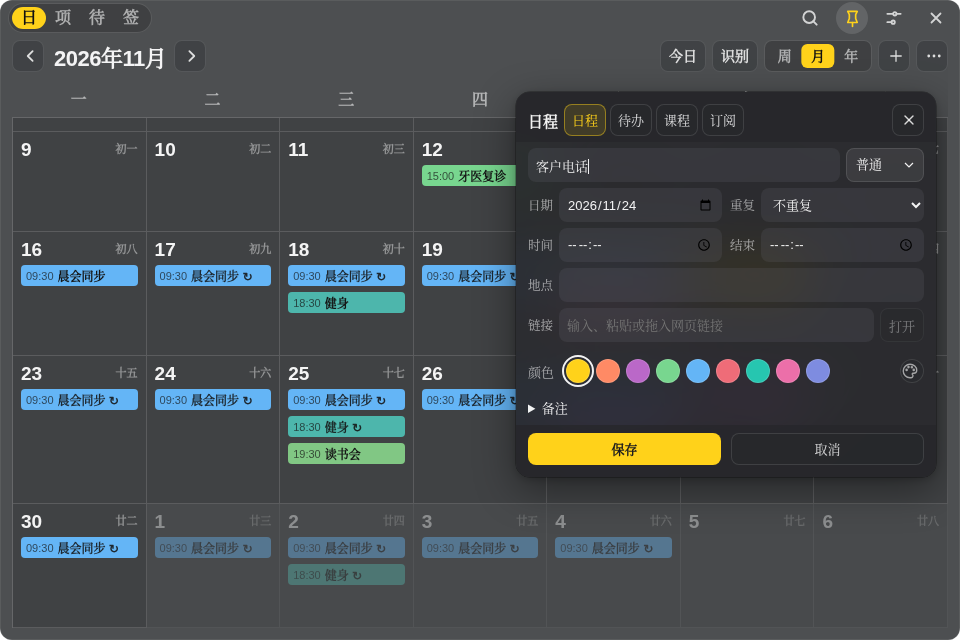 日 项 待 签
2026年11月
今日 识别 周 月 年
一 二 三 四
9 初一 10 初二 11 初三 12
15:00 牙医复诊
16 初八 17 初九 18 初十 19
09:30 晨会同步 09:30 晨会同步 ↻ 09:30 晨会同步 ↻ 09:30 晨会同步
18:30 健身
23 十五 24 十六 25 十七 26
09:30 晨会同步 ↻ 09:30 晨会同步 ↻ 09:30 晨会同步 ↻ 09:30 晨会同步
18:30 健身 ↻
19:30 读书会
30 廿二 1 廿三 2 廿四 3 廿五 4 廿六 5 廿七 6 廿八
09:30 晨会同步 ↻ 09:30 晨会同步 ↻ 09:30 晨会同步 ↻ 09:30 晨会同步 ↻ 09:30 晨会同步 ↻
18:30 健身 ↻
日程 日程 待办 课程 订阅
客户电话 普通
日期 2026/11/24 重复 不重复
时间 --:-- 结束 --:--
地点
链接 输入、粘贴或拖入网页链接 打开
颜色
备注
保存 取消